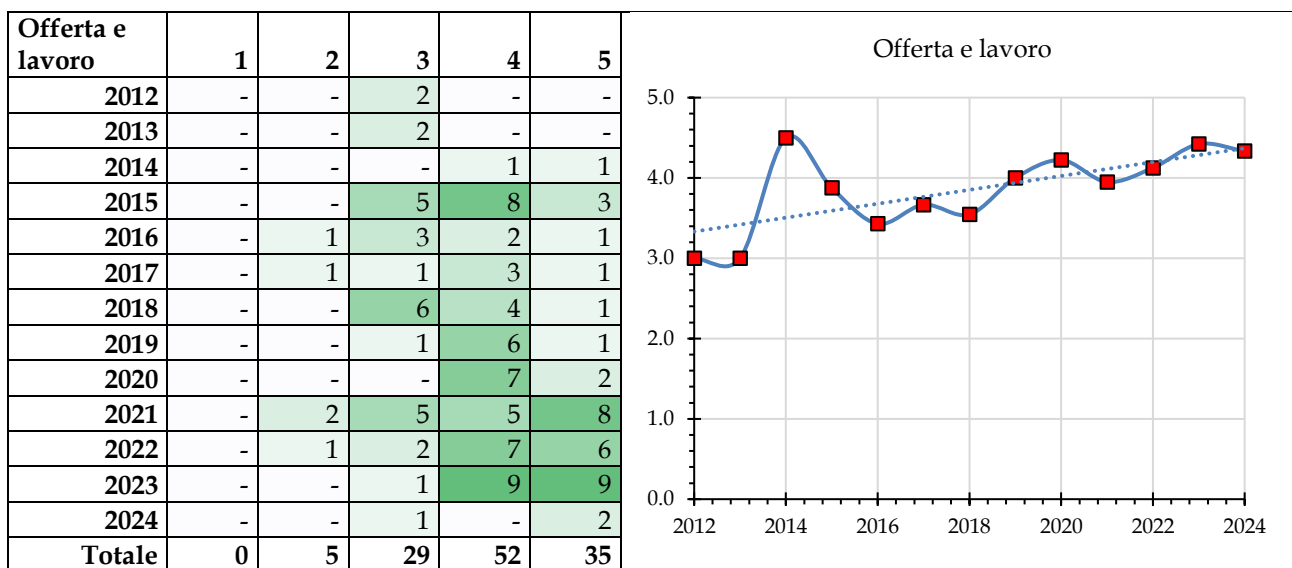 Offerta e
lavoro 1 2 3 4 5
2012 - - 2 - -
2013 - - 2 - -
2014 - - - 1 1
2015 - - 5 8 3
2016 - 1 3 2 1
2017 - 1 1 3 1
2018 - - 6 4 1
2019 - - 1 6 1
2020 - - - 7 2
2021 - 2 5 5 8
2022 - 1 2 7 6
2023 - - 1 9 9
2024 - - 1 - 2
Totale 0 5 29 52 35
Offerta e lavoro
5.0
4.0
3.0
2.0
1.0
0.0
2012 2014 2016 2018 2020 2022 2024